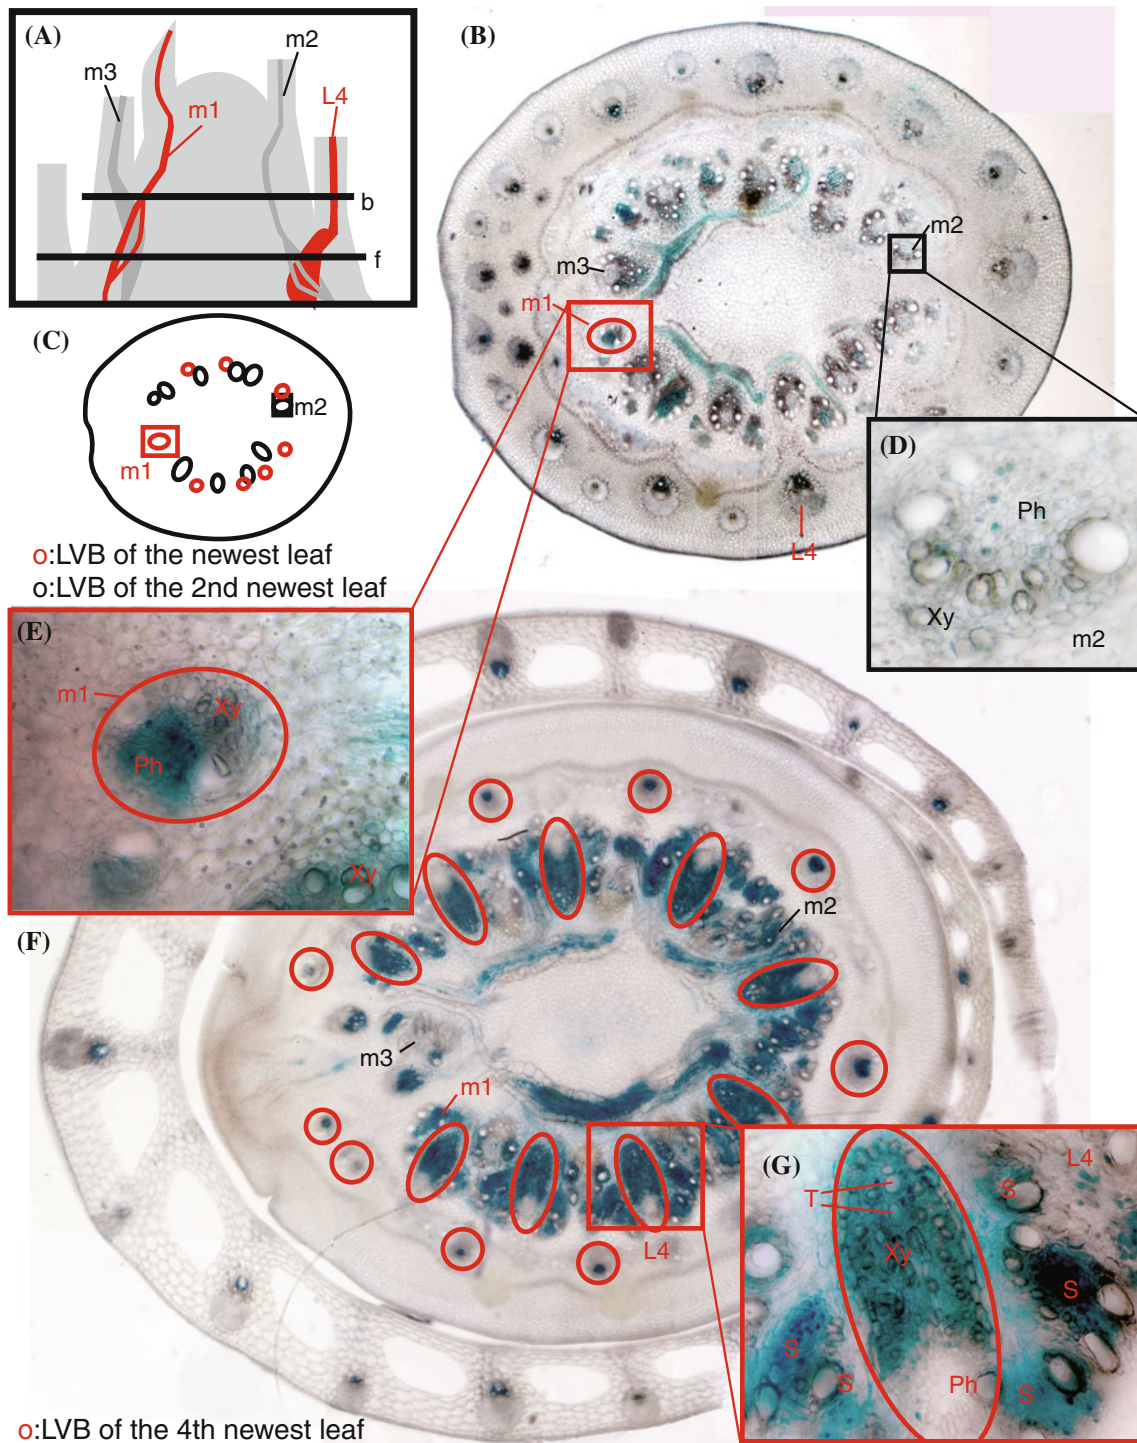 (A)
m3
m1
m2
L4
b
f
(B)
m3
m1
m2
L4
(C)
m2
m1
o:LVB of the newest leaf
o:LVB of the 2nd newest leaf
(D)
Ph
Xy
m2
(E)
m1
Xy
Ph
Xy
(F)
m2
m3
m1
L4
(G)
L4
T
S
Xy
S
S
S
Ph
S
o:LVB of the 4th newest leaf